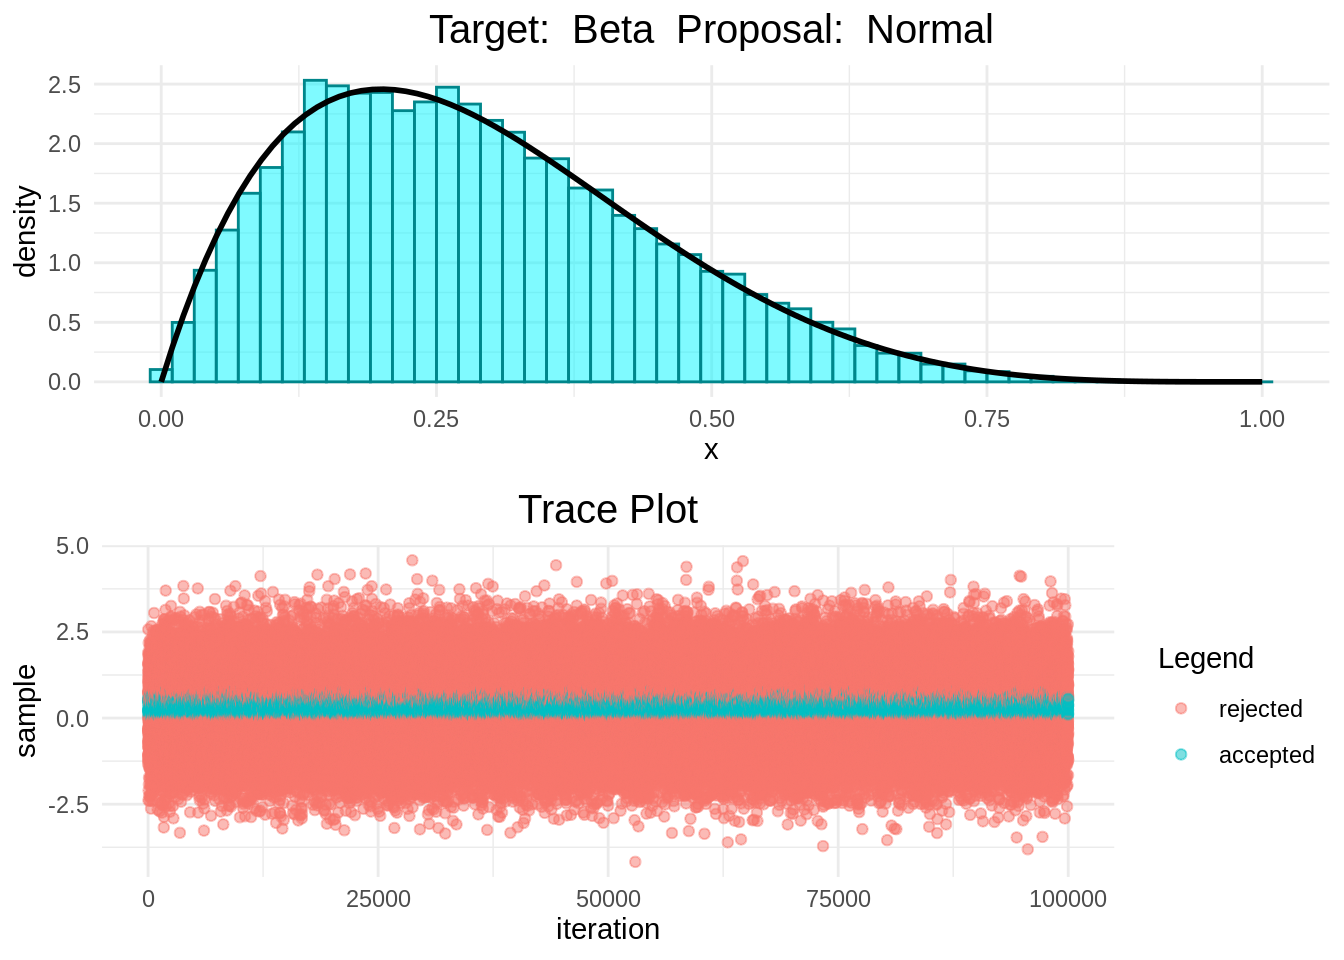 Target:  Beta  Proposal:  Normal
2.5
2.0
1.5
1.0
0.5
0.0
density
0.00 0.25 0.50 0.75 1.00
x
Trace Plot
5.0
2.5
0.0
-2.5
sample
0 25000 50000 75000 100000
iteration
Legend
rejected
accepted